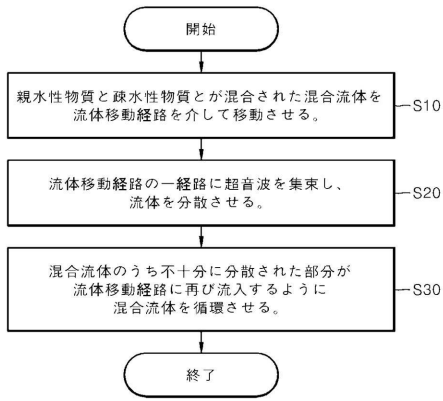 開始
親水性物質と疎水性物質とが混合された混合流体を
流体移動経路を介して移動させる。
S10
流体移動経路の一経路に超音波を集束し、
流体を分散させる。
S20
混合流体のうち不十分に分散された部分が
流体移動経路に再び流入するように
混合流体を循環させる。
S30
終了